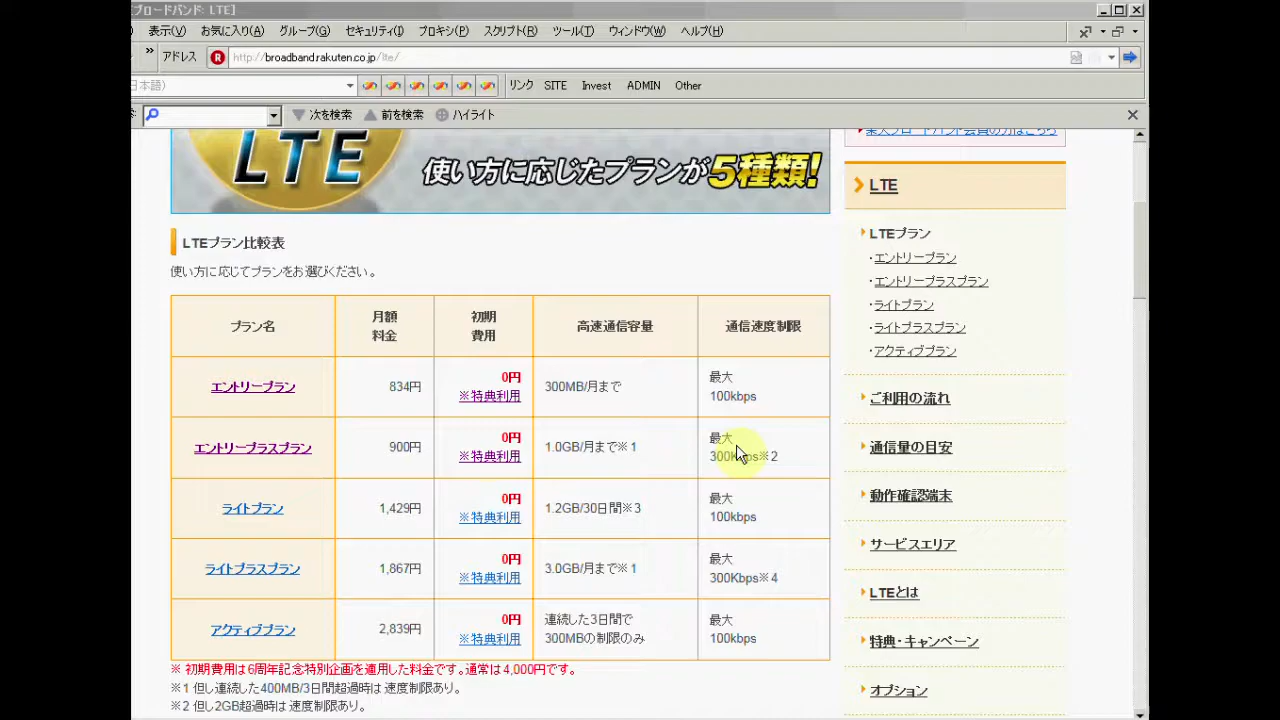 ブロードバンド: LTE]
表示(V) お気に入り(A) グループ(G) セキュリティ(I) プロキシ(P) スクリプト(R) ツール(T) ウィンドウ(W) ヘルプ(H)
アドレス http://broadband.rakuten.co.jp/lte/
日本語) リンク SITE Invest ADMIN Other
次を検索 前を検索 ハイライト
LTE
使い方に応じたプランが5種類!
LTEプラン比較表
使い方に応じてプランをお選びください。
プラン名 月額料金 初期費用 高速通信容量 通信速度制限
エントリープラン 834円 0円 ※特典利用 300MB/月まで 最大 100kbps
エントリープラスプラン 900円 0円 ※特典利用 1.0GB/月まで※1 最大 300Kbps※2
ライトプラン 1,429円 0円 ※特典利用 1.2GB/30日間※3 最大 100kbps
ライトプラスプラン 1,867円 0円 ※特典利用 3.0GB/月まで※1 最大 300Kbps※4
アクティブプラン 2,839円 0円 ※特典利用 連続した3日間で 300MBの制限のみ 最大 100kbps
※ 初期費用は6周年記念特別企画を適用した料金です。通常は4,000円です。
※1 但し連続した400MB/3日間超過時は 速度制限あり。
※2 但し2GB超過時は 速度制限あり。
楽天ブロードバンド会員の方はこちら
LTE
LTEプラン
・エントリープラン
・エントリープラスプラン
・ライトプラン
・ライトプラスプラン
・アクティブプラン
ご利用の流れ
通信量の目安
動作確認端末
サービスエリア
LTEとは
特典・キャンペーン
オプション